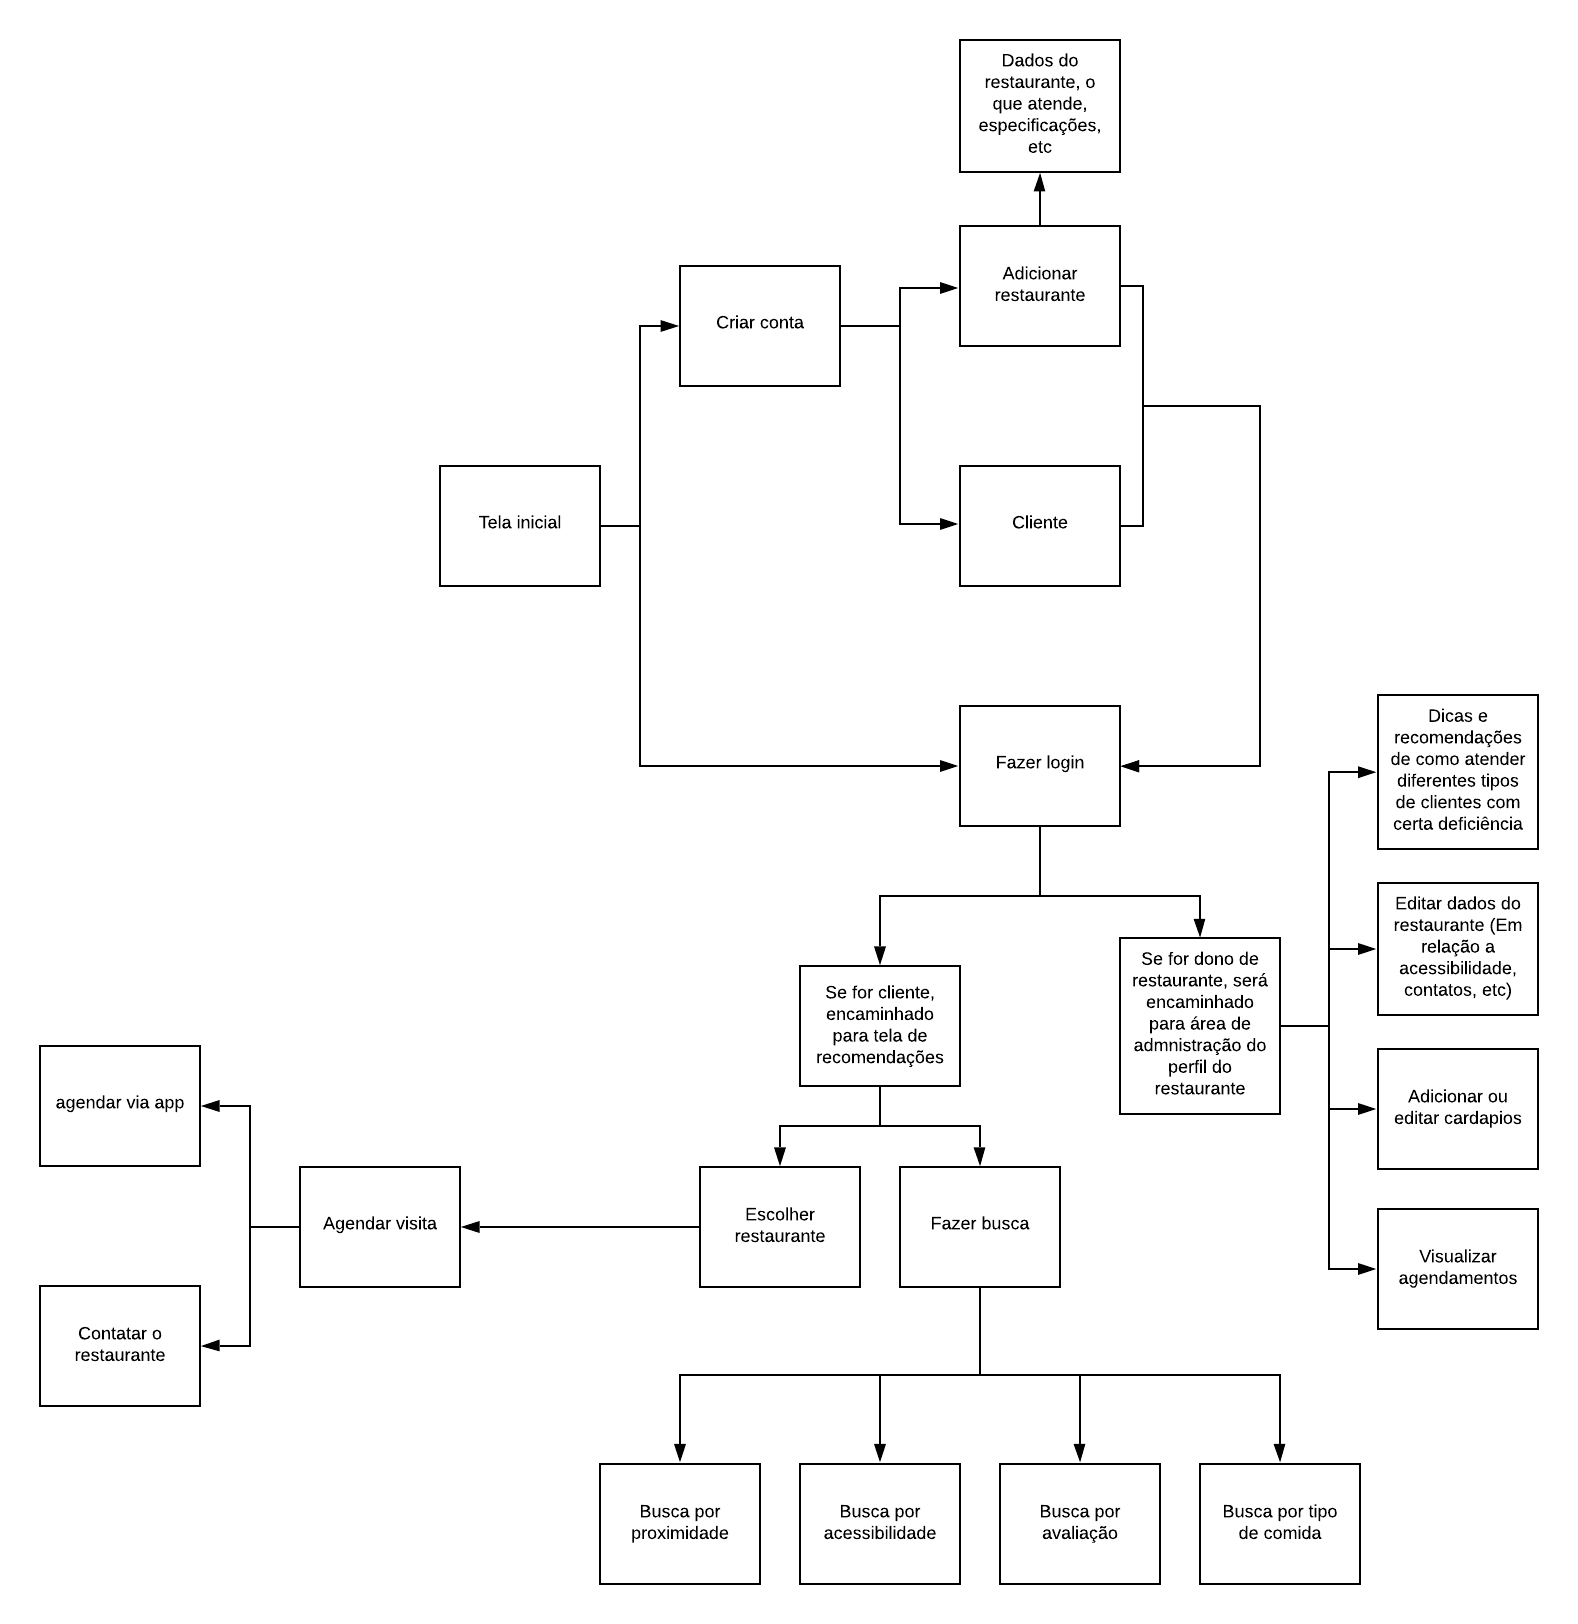 Dados do
restaurante, o
que atende,
especificações,
etc
Adicionar
restaurante
Criar conta
Tela inicial
Cliente
Fazer login
Dicas e
recomendações
de como atender
diferentes tipos
de clientes com
certa deficiência
Editar dados do
restaurante (Em
relação a
acessibilidade,
contatos, etc)
Se for cliente,
encaminhado
para tela de
recomendações
Se for dono de
restaurante, será
encaminhado
para área de
admnistração do
perfil do
restaurante
Adicionar ou
editar cardapios
agendar via app
Agendar visita
Escolher
restaurante
Fazer busca
Visualizar
agendamentos
Contatar o
restaurante
Busca por
proximidade
Busca por
acessibilidade
Busca por
avaliação
Busca por tipo
de comida